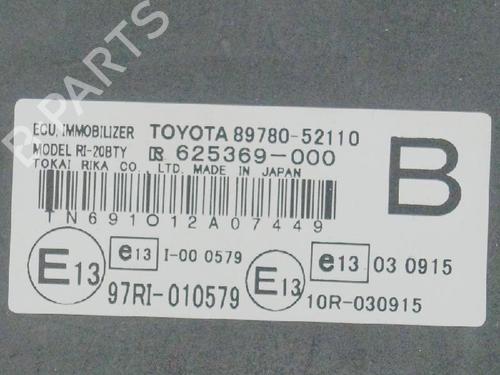 B-PARTS
ECU, IMMOBILIZER TOYOTA 89780-52110
MODEL RI-20BTY R 625369-000
TOKAI RIKA CO., LTD. MADE IN JAPAN
TN691012A07449
B
E13 e13 I-00 0579
97RI-010579
E13 e13 03 0915
10R-030915